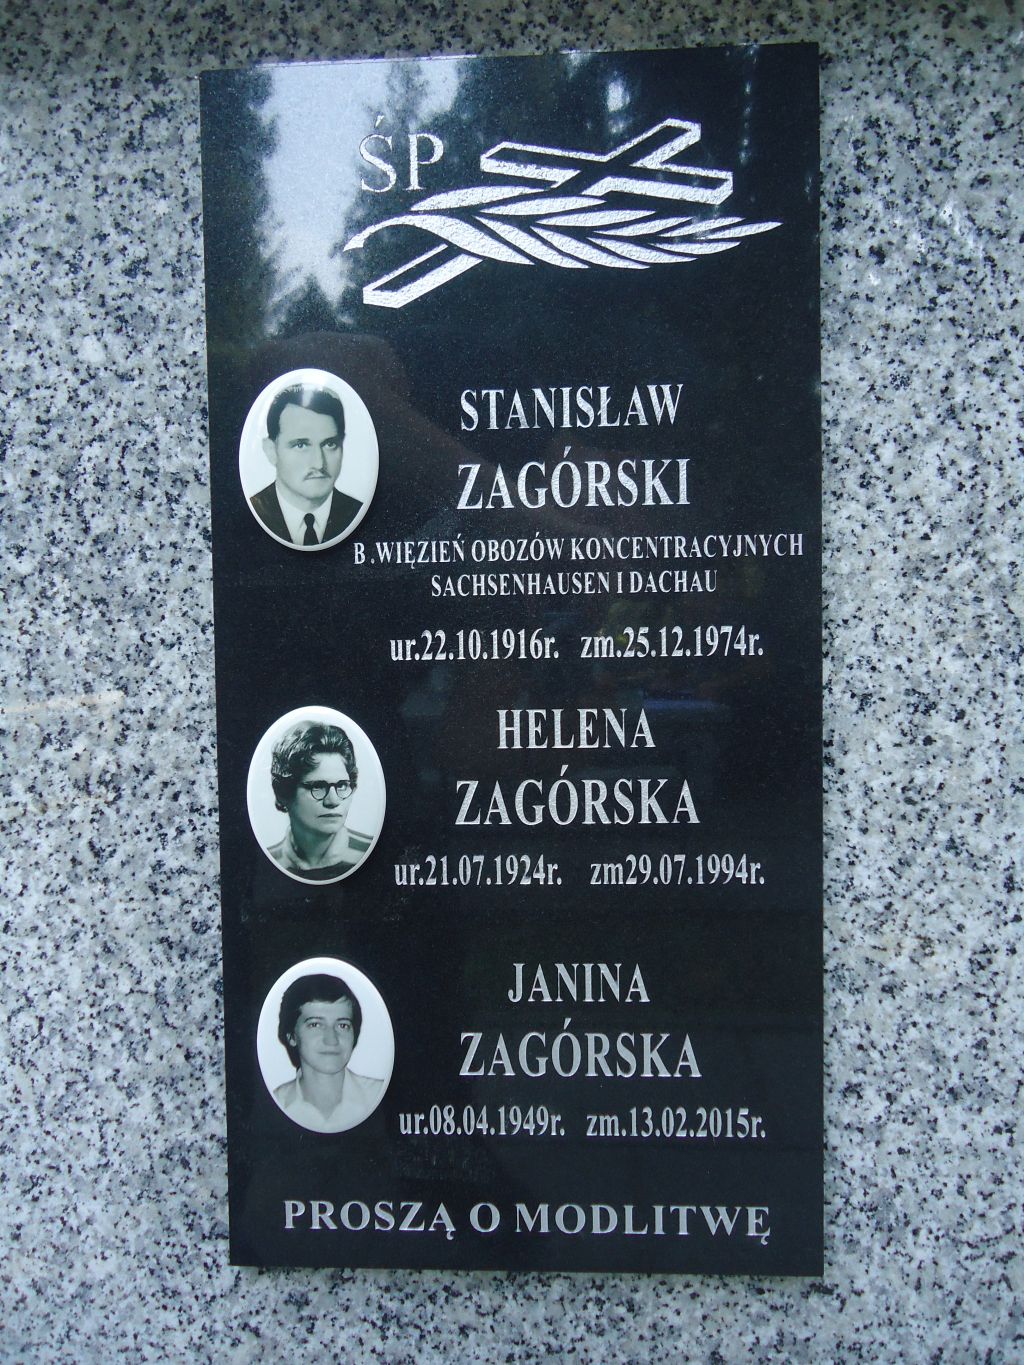 ŚP
STANISŁAW
ZAGÓRSKI
B.WIĘZIEŃ OBOZÓW KONCENTRACYJNYCH
SACHSENHAUSEN I DACHAU
ur.22.10.1916r. zm.25.12.1974r.
HELENA
ZAGÓRSKA
ur.21.07.1924r. zm29.07.1994r.
JANINA
ZAGÓRSKA
ur.08.04.1949r. zm.13.02.2015r.
PROSZĄ O MODLITWĘ